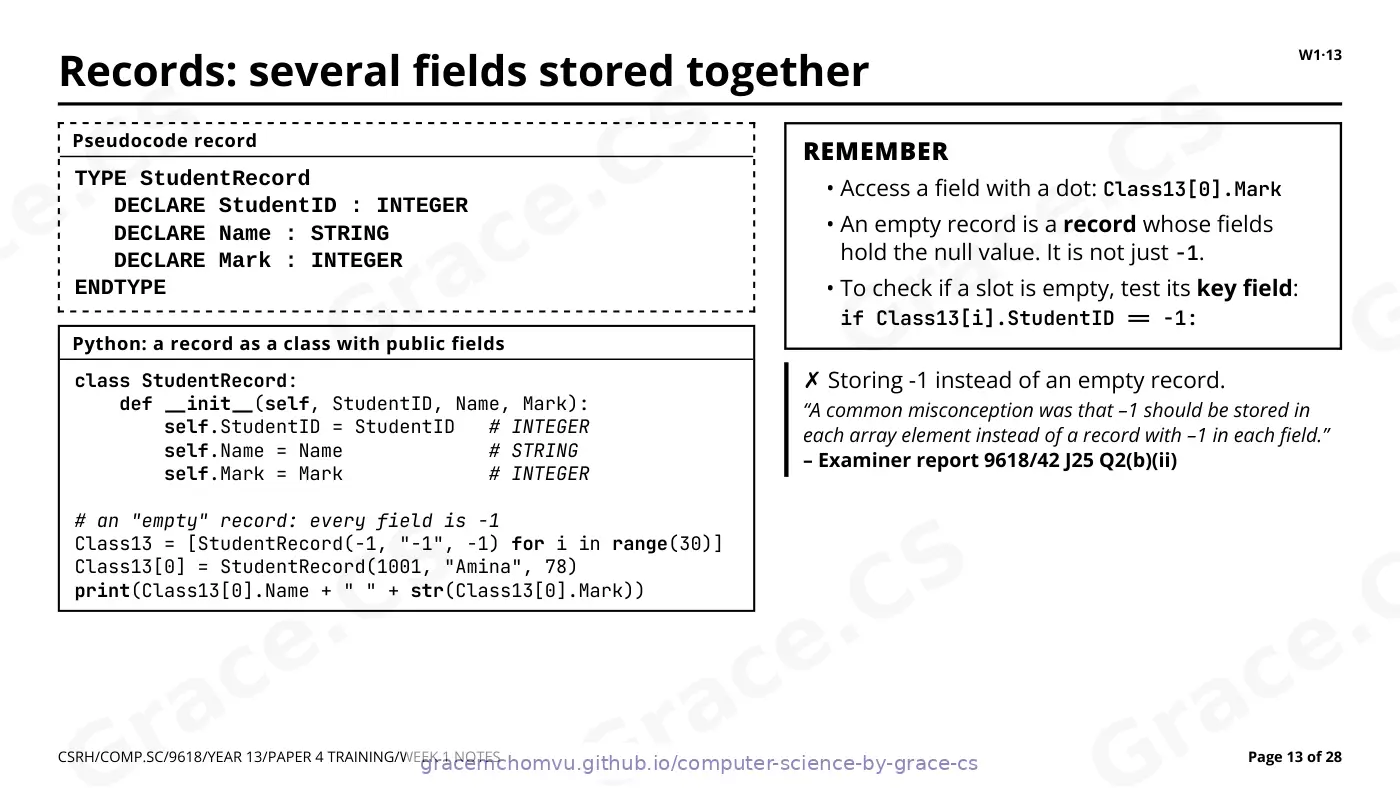 Records: several fields stored together
W1·13
Pseudocode record
TYPE StudentRecord
   DECLARE StudentID : INTEGER
   DECLARE Name : STRING
   DECLARE Mark : INTEGER
ENDTYPE
Python: a record as a class with public fields
class StudentRecord:
    def __init__(self, StudentID, Name, Mark):
        self.StudentID = StudentID   # INTEGER
        self.Name = Name             # STRING
        self.Mark = Mark             # INTEGER
# an "empty" record: every field is -1
Class13 = [StudentRecord(-1, "-1", -1) for i in range(30)]
Class13[0] = StudentRecord(1001, "Amina", 78)
print(Class13[0].Name + " " + str(Class13[0].Mark))
REMEMBER
• Access a field with a dot: Class13[0].Mark
• An empty record is a record whose fields
hold the null value. It is not just -1.
• To check if a slot is empty, test its key field:
if Class13[i].StudentID == -1:
✗ Storing -1 instead of an empty record.
“A common misconception was that –1 should be stored in
each array element instead of a record with –1 in each field.”
– Examiner report 9618/42 J25 Q2(b)(ii)
CSRH/COMP.SC/9618/YEAR 13/PAPER 4 TRAINING/WEEK 1 NOTES
gracemchomvu.github.io/computer-science-by-grace-cs
Page 13 of 28
Grace.CS